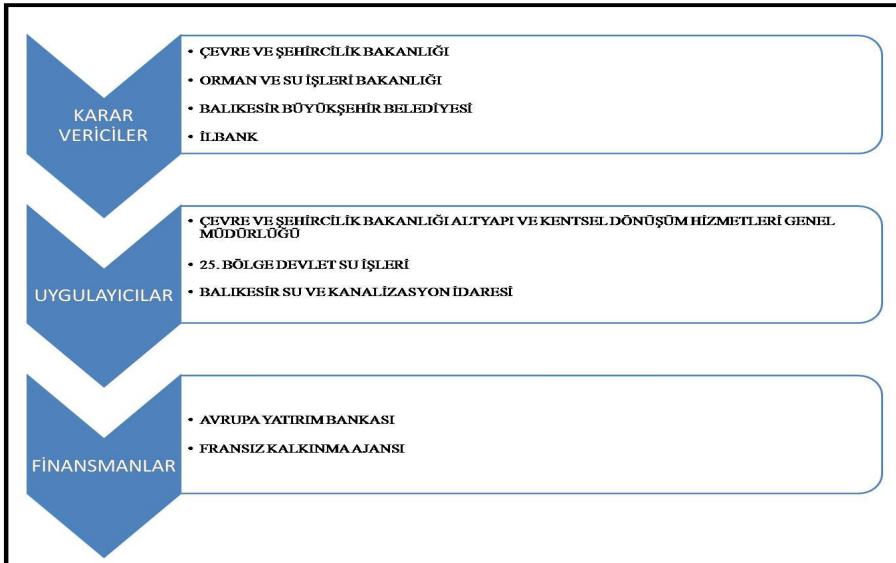 KARAR
VERİCİLER
• ÇEVRE VE ŞEHİRCİLİK BAKANLIĞI
• ORMAN VE SU İŞLERİ BAKANLIĞI
• BALIKESİR BÜYÜKŞEHİR BELEDİYESİ
• İLBANK
UYGULAYICILAR
• ÇEVRE VE ŞEHİRCİLİK BAKANLIĞI ALTYAPI VE KENTSEL DÖNÜŞÜM HİZMETLERİ GENEL
MÜDÜRLÜĞÜ
• 25. BÖLGE DEVLET SU İŞLERİ
• BALIKESİR SU VE KANALİZASYON İDARESİ
FİNANSMANLAR
• AVRUPA YATIRIM BANKASI
• FRANSIZ KALKINMA AJANSI